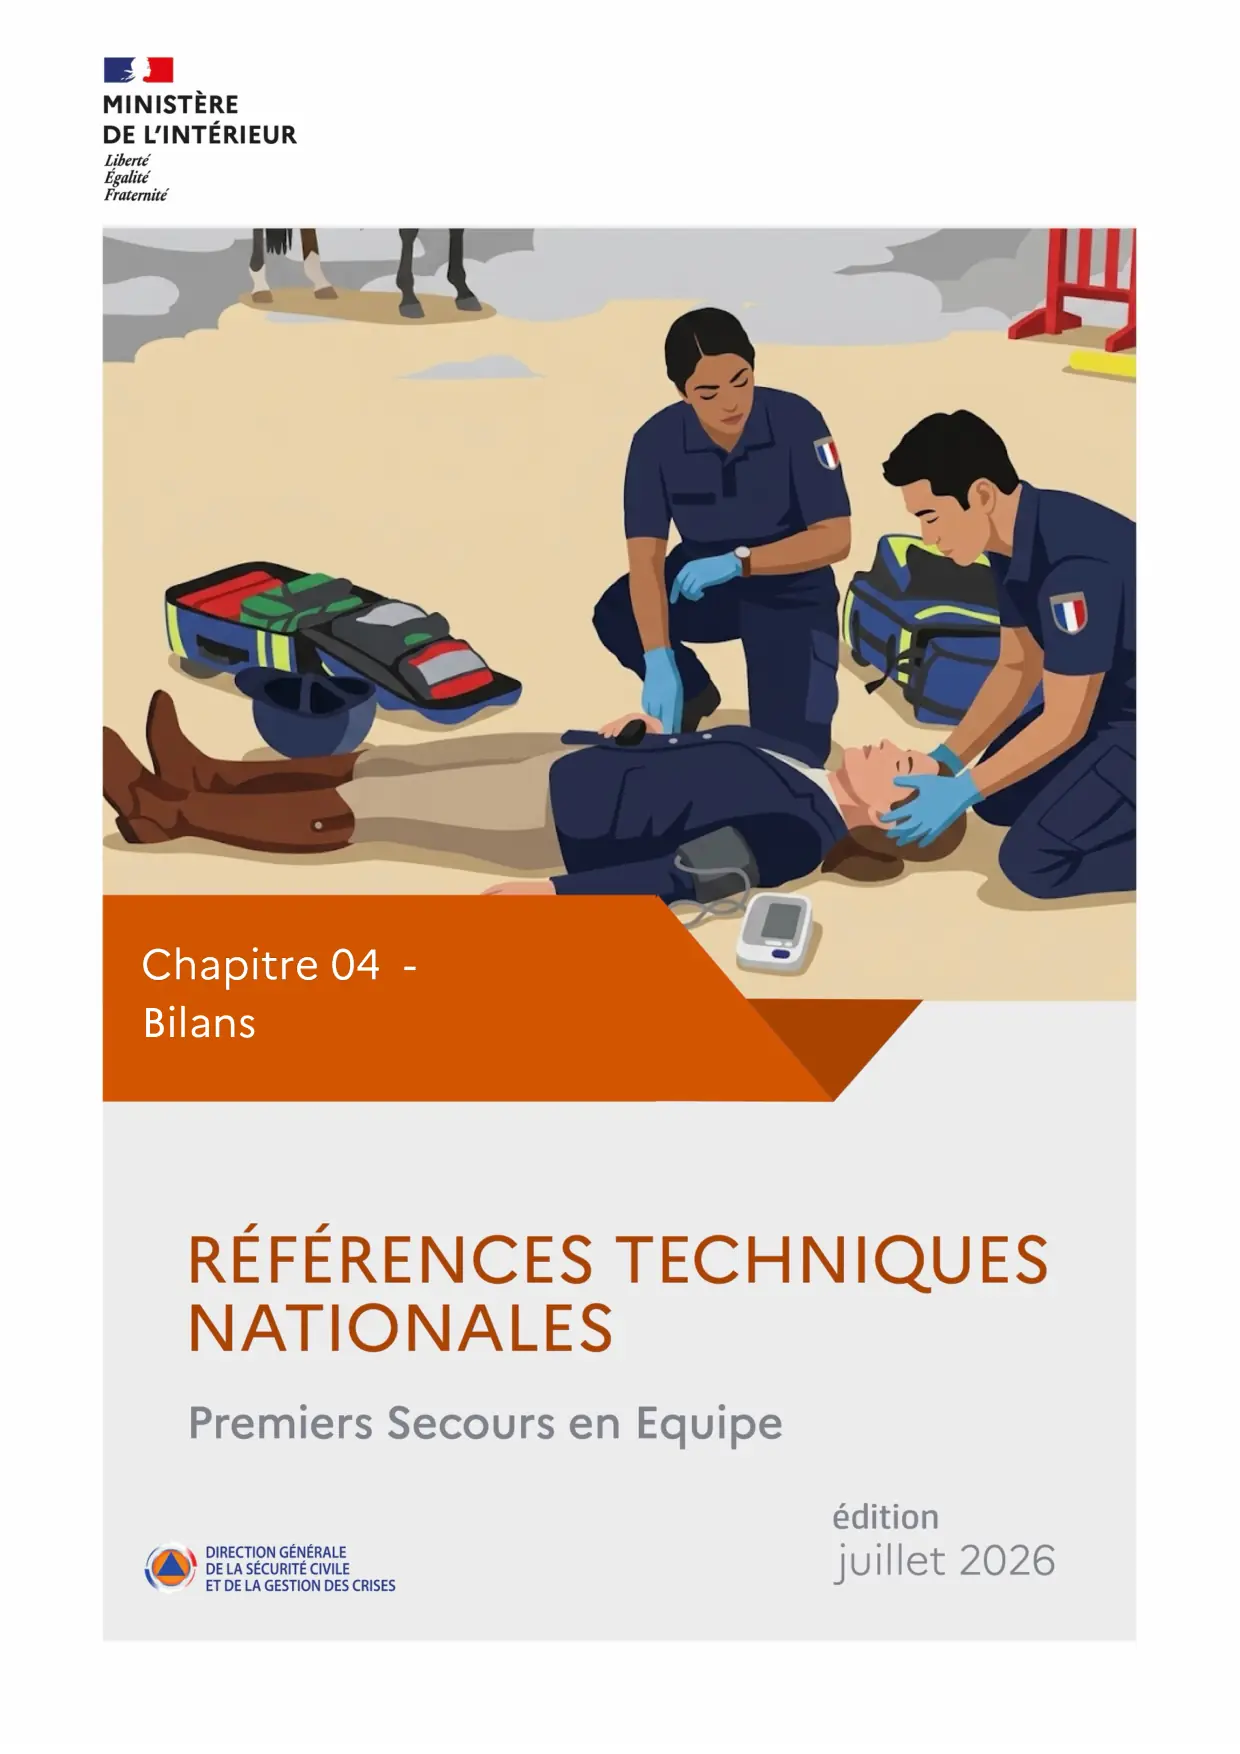 MINISTÈRE
DE L'INTÉRIEUR
Liberté
Égalité
Fraternité
Chapitre 04 -
Bilans
RÉFÉRENCES TECHNIQUES
NATIONALES
Premiers Secours en Equipe
édition
juillet 2026
DIRECTION GÉNÉRALE
DE LA SÉCURITÉ CIVILE
ET DE LA GESTION DES CRISES